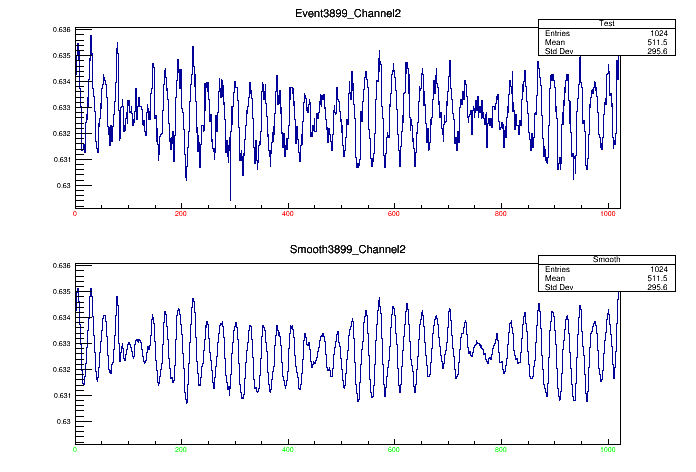 Event3899_Channel2
Test
Entries 1024
Mean 511.5
Std Dev 295.6
0.636
0.635
0.634
0.633
0.632
0.631
0.63
0 200 400 600 800 1000
Smooth3899_Channel2
Smooth
Entries 1024
Mean 511.5
Std Dev 295.6
0.636
0.635
0.634
0.633
0.632
0.631
0.63
0 200 400 600 800 1000